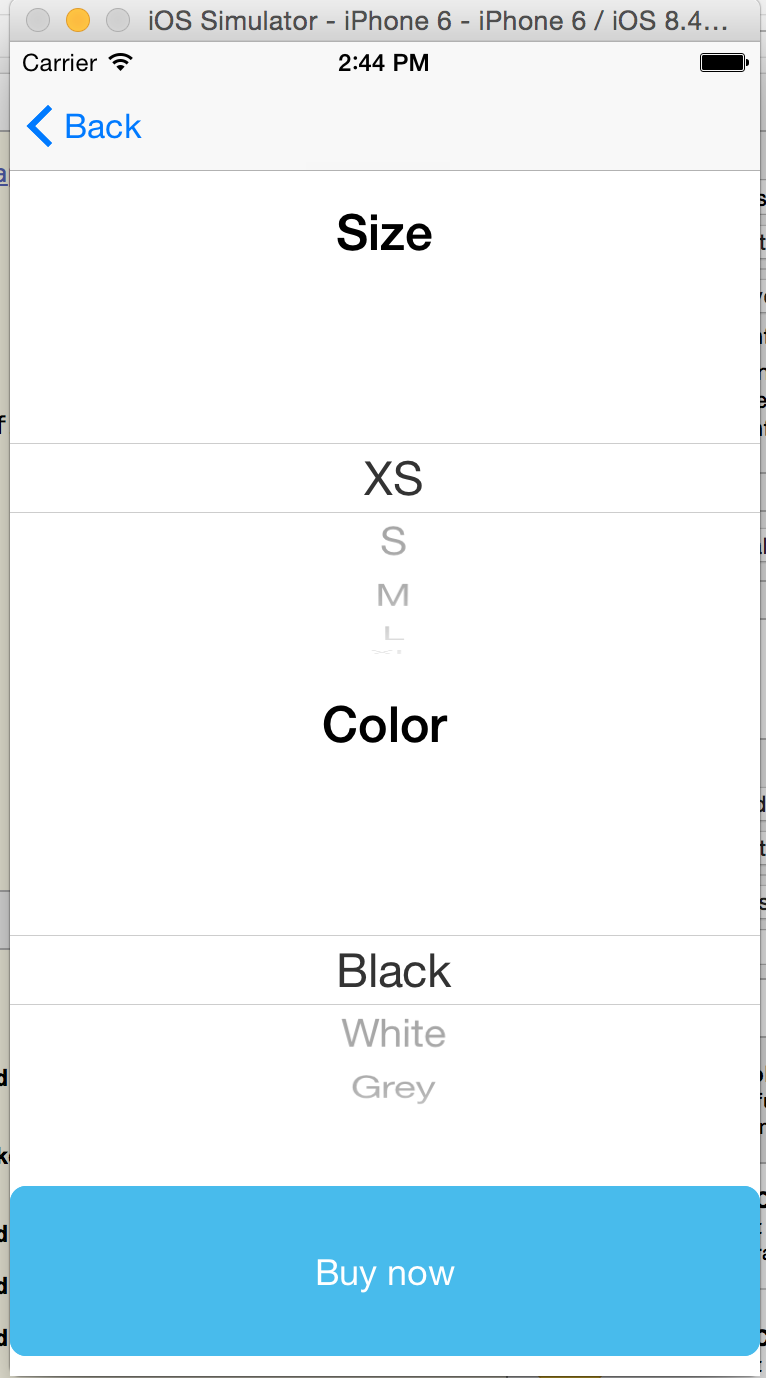 iOS Simulator - iPhone 6 - iPhone 6 / iOS 8.4...
Carrier 2:44 PM
Back
Size
XS
S
M
L
Color
Black
White
Grey
Buy now